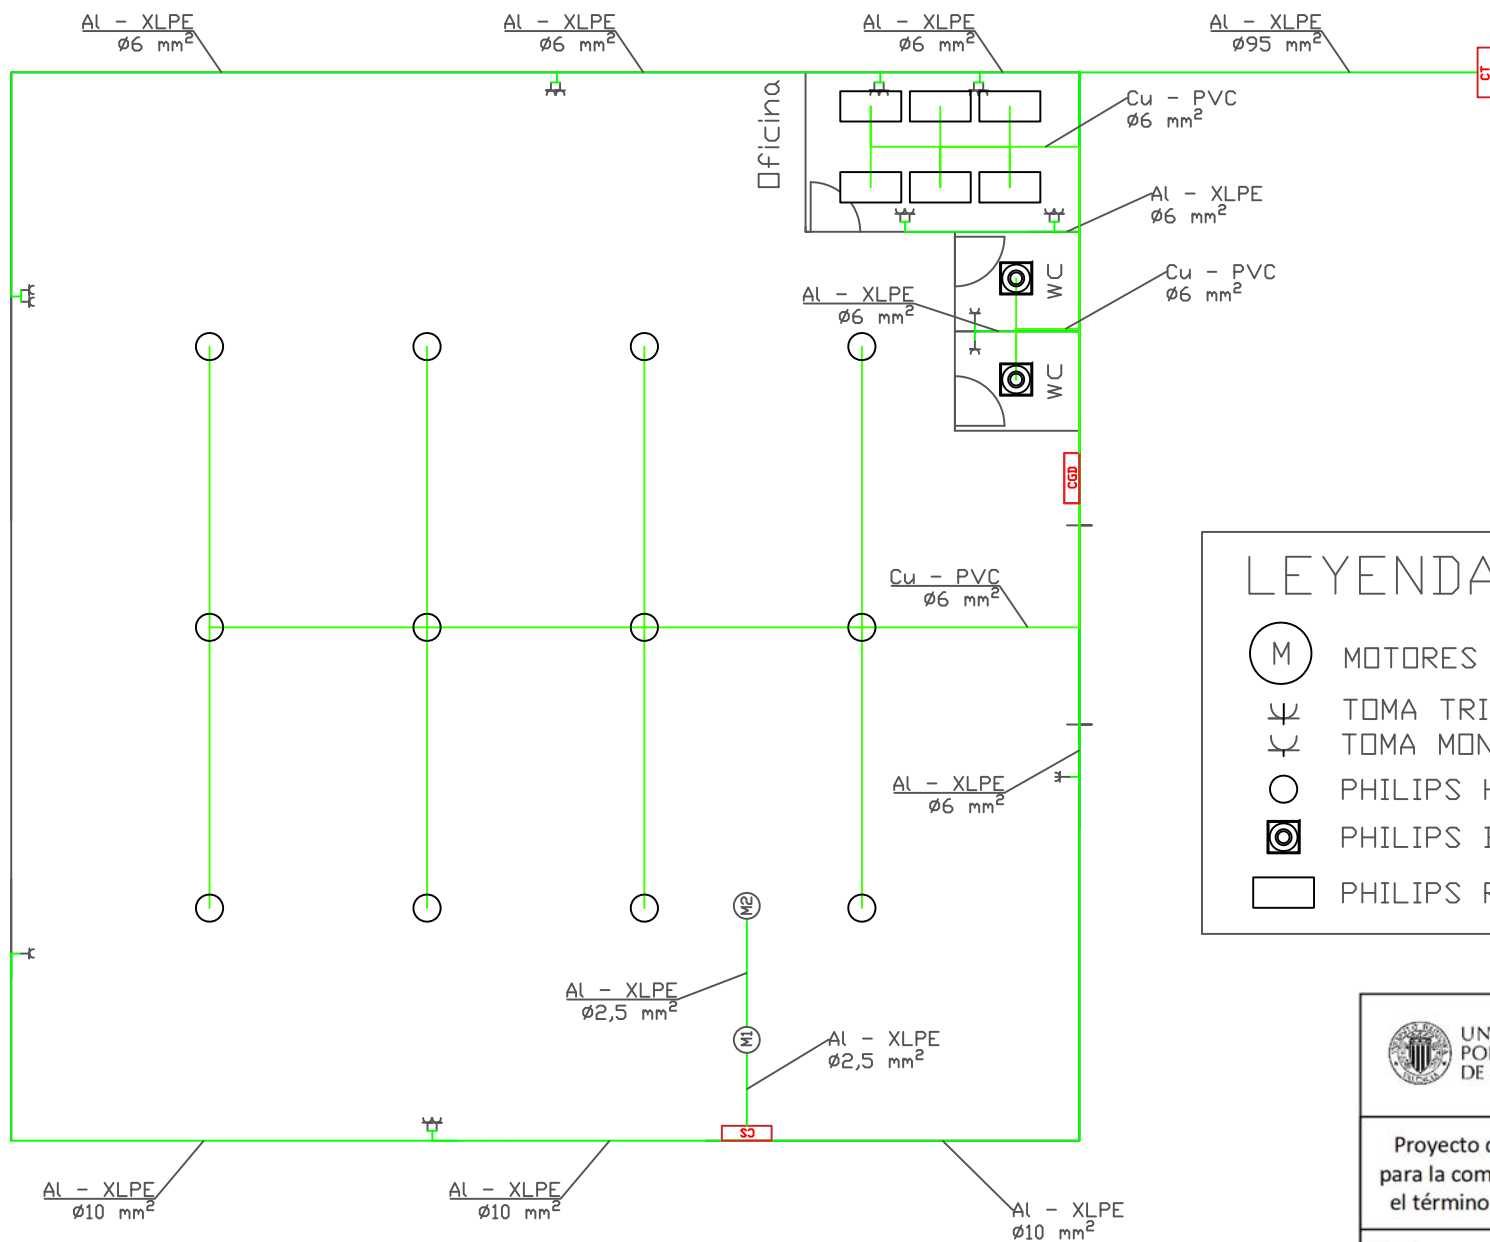 Al - XLPE
Ø6 mm²
Al - XLPE
Ø6 mm²
Al - XLPE
Ø6 mm²
Al - XLPE
Ø95 mm²
CT
Oficina
Cu - PVC
Ø6 mm²
Al - XLPE
Ø6 mm²
WC
Cu - PVC
Ø6 mm²
Al - XLPE
Ø6 mm²
WC
CGD
Cu - PVC
Ø6 mm²
Al - XLPE
Ø6 mm²
M2
Al - XLPE
Ø2,5 mm²
M1
Al - XLPE
Ø2,5 mm²
CS
Al - XLPE
Ø10 mm²
Al - XLPE
Ø10 mm²
Al - XLPE
Ø10 mm²
LEYENDA
M MOTORES
TOMA TRI
TOMA MON
PHILIPS H
PHILIPS
PHILIPS R
UN
PO
DE
Proyecto
para la com
el término